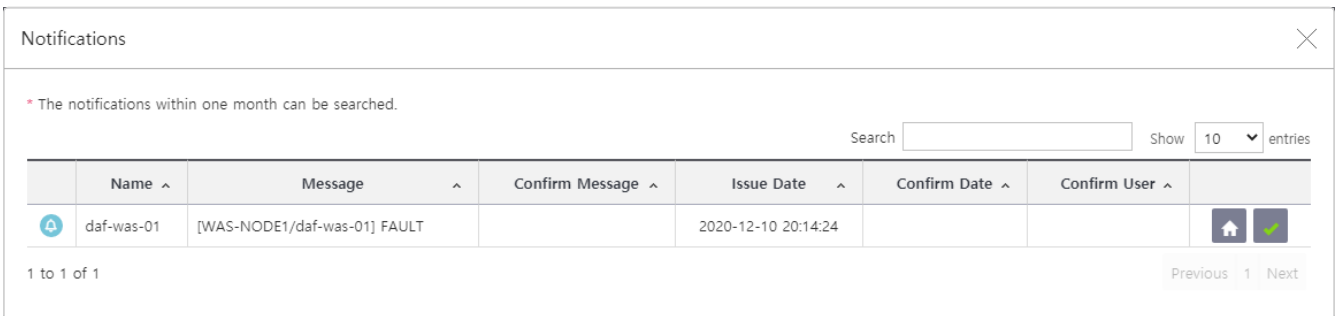 Notifications
* The notifications within one month can be searched.
Search Show 10 entries
Name Message Confirm Message Issue Date Confirm Date Confirm User
daf-was-01 [WAS-NODE1/daf-was-01] FAULT 2020-12-10 20:14:24
1 to 1 of 1 Previous 1 Next